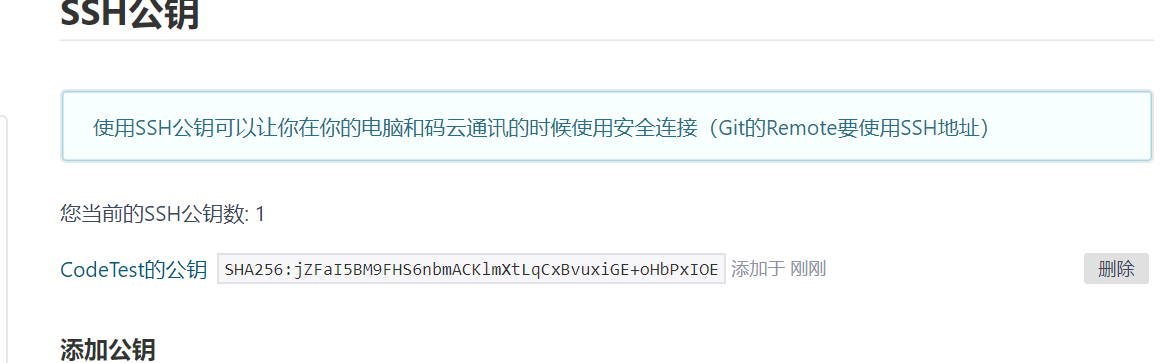 SSH公钥
使用SSH公钥可以让你在你的电脑和码云通讯的时候使用安全连接（Git的Remote要使用SSH地址）
您当前的SSH公钥数: 1
CodeTest的公钥 SHA256:jZFaI5BM9FHS6nbmACKlmXtLqCxBvuxiGE+oHbPxIOE 添加于 刚刚 删除
添加公钥